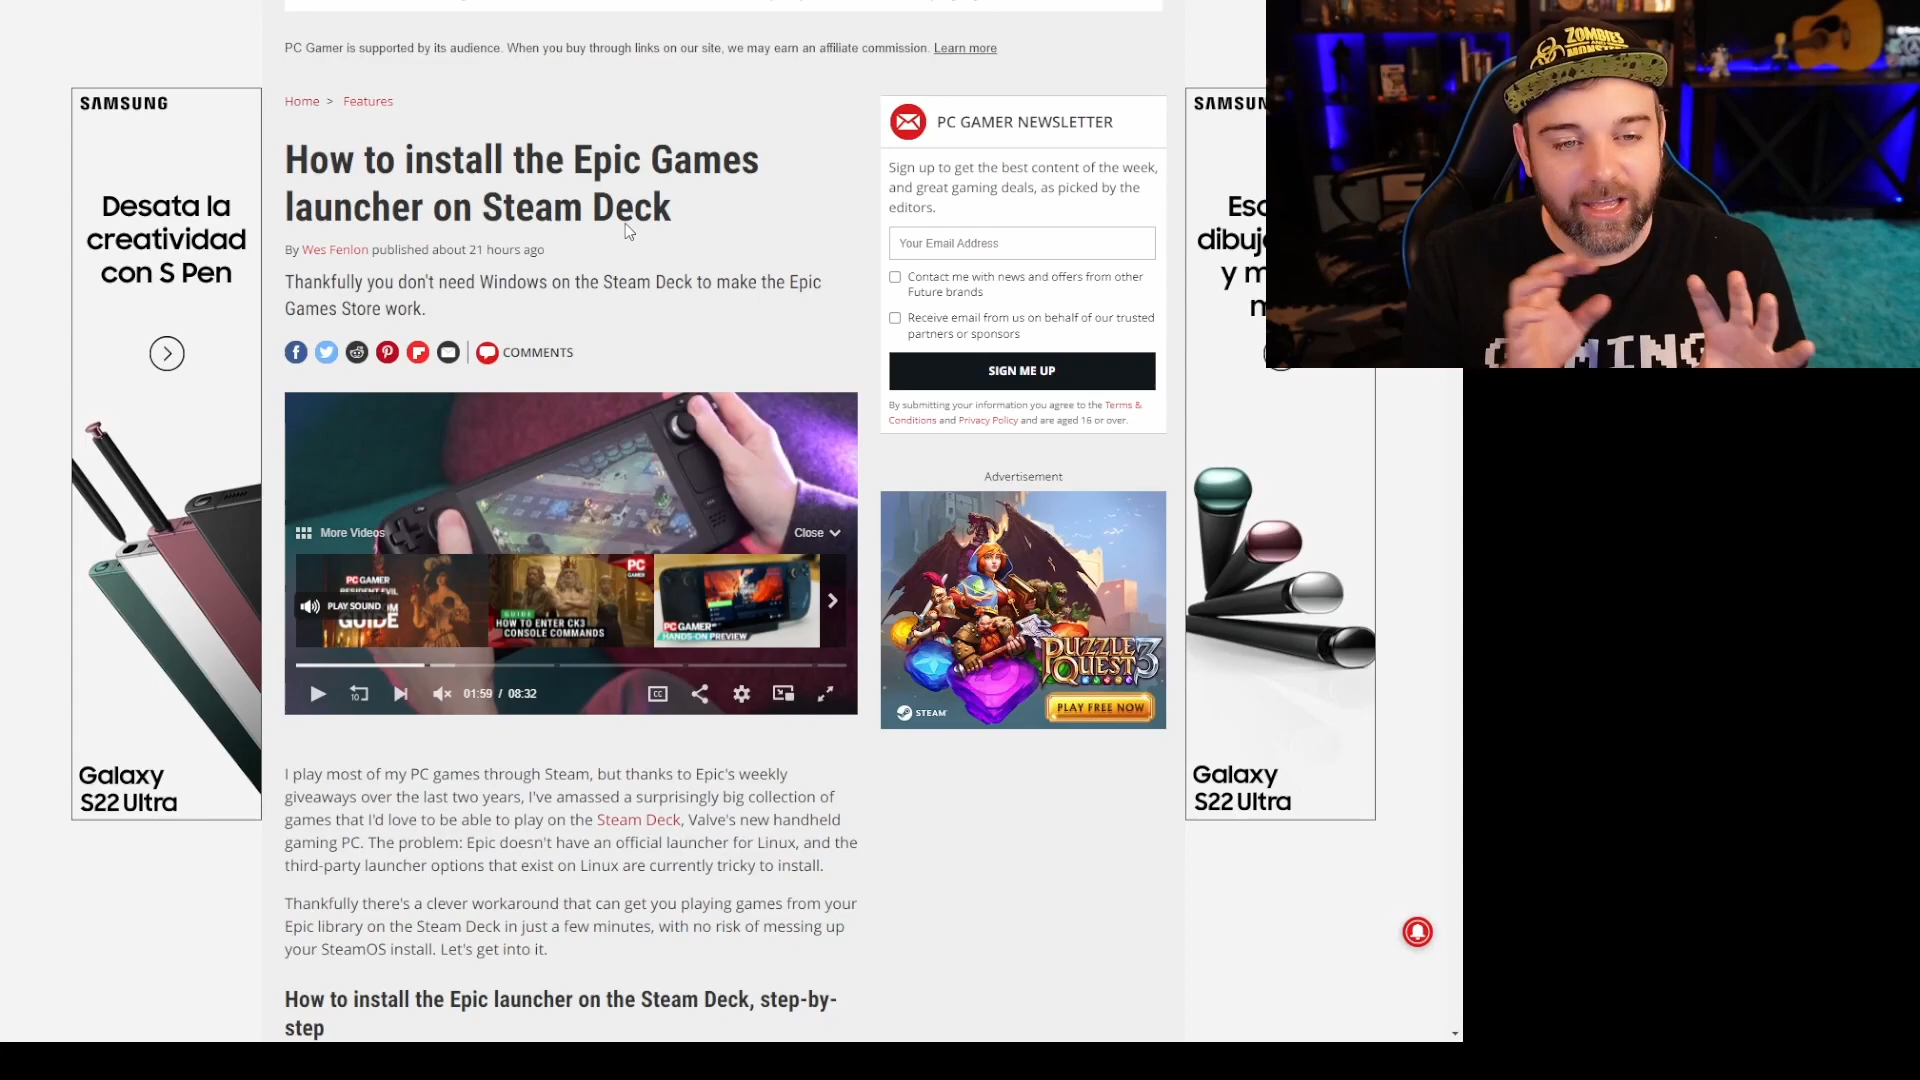 PC Gamer is supported by its audience. When you buy through links on our site, we may earn an affiliate commission. Learn more
Home > Features
How to install the Epic Games
launcher on Steam Deck
By Wes Fenlon published about 21 hours ago
Thankfully you don't need Windows on the Steam Deck to make the Epic
Games Store work.
COMMENTS
More Videos
Close
PC GAMER
RESIDENT EVIL
GUIDE
PLAY SOUND
PC
GAMER
GUIDE
HOW TO ENTER CK3
CONSOLE COMMANDS
PC GAMER
HANDS-ON PREVIEW
10
01:59 / 08:32
CC
I play most of my PC games through Steam, but thanks to Epic's weekly
giveaways over the last two years, I've amassed a surprisingly big collection of
games that I'd love to be able to play on the Steam Deck, Valve's new handheld
gaming PC. The problem: Epic doesn't have an official launcher for Linux, and the
third-party launcher options that exist on Linux are currently tricky to install.
Thankfully there's a clever workaround that can get you playing games from your
Epic library on the Steam Deck in just a few minutes, with no risk of messing up
your SteamOS install. Let's get into it.
How to install the Epic launcher on the Steam Deck, step-by-
step
PC GAMER NEWSLETTER
Sign up to get the best content of the week,
and great gaming deals, as picked by the
editors.
Your Email Address
Contact me with news and offers from other
Future brands
Receive email from us on behalf of our trusted
partners or sponsors
SIGN ME UP
By submitting your information you agree to the Terms &
Conditions and Privacy Policy and are aged 16 or over.
Advertisement
PUZZLE
QUEST 3
STEAM
PLAY FREE NOW
SAMSUNG
Desata la
creatividad
con S Pen
Galaxy
S22 Ultra
SAMSUN
Esc
dibuj
y m
Galaxy
S22 Ultra
ZOMBIES
GAMING